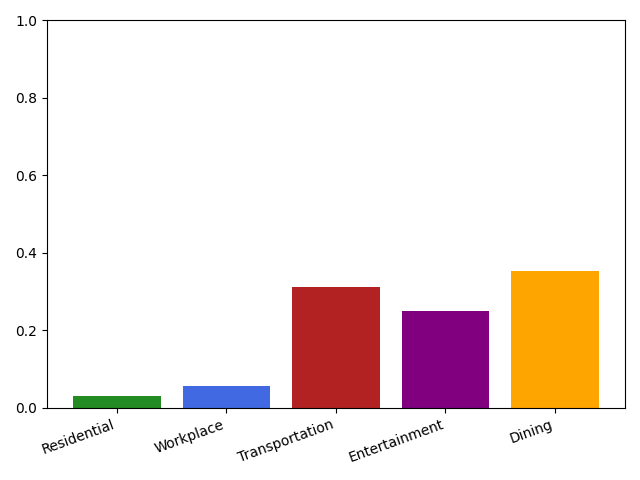 1.0
0.8
0.6
0.4
0.2
0.0
Residential
Workplace
Transportation
Entertainment
Dining